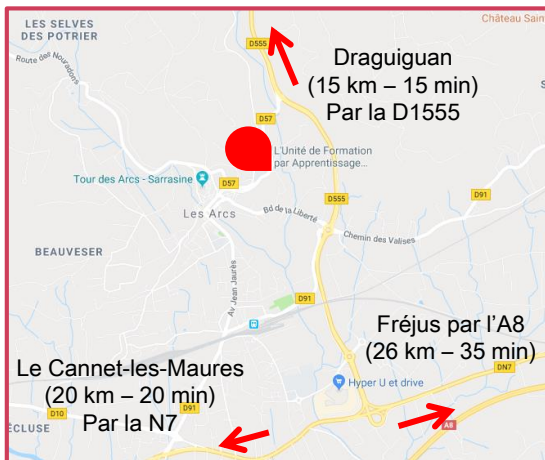 LES SELVES
DES POTRIER
Château Sain
D555
Route des Nouradons
Draguiguan
(15 km – 15 min)
Par la D1555
D57
L'Unité de Formation
par Apprentissage...
Tour des Arcs - Sarrasine
D57
D91
Les Arcs
Bd de la Liberté
D555
Chemin des Valises
BEAUVESER
Av Jean Jaurès
D91
Fréjus par l'A8
(26 km – 35 min)
Le Cannet-les-Maures
(20 km – 20 min)
Par la N7
DN7
Hyper U et drive
D10
D91
ÉCLUSE
A8